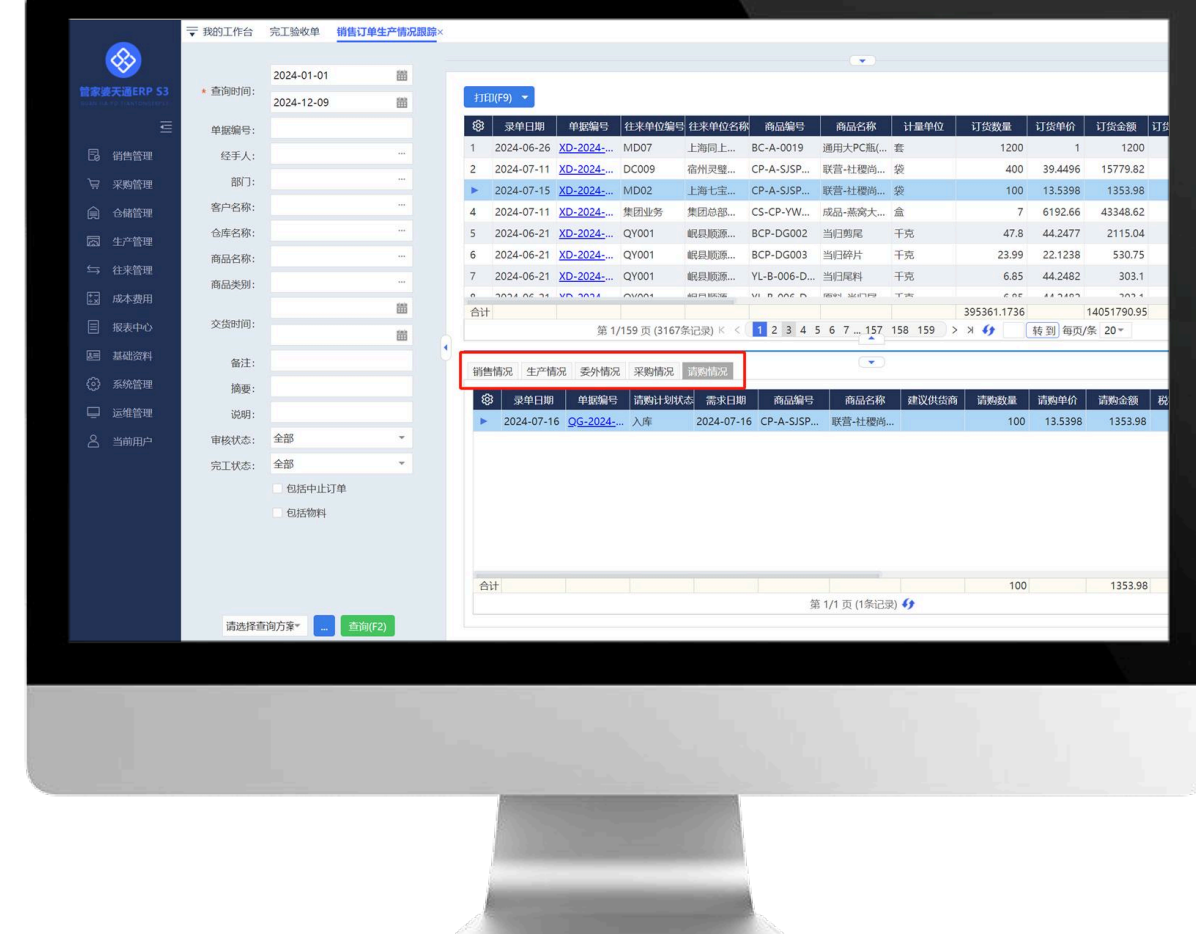 我的工作台 完工验收单 销售订单生产情况跟踪×
管家婆天通ERP S3
销售管理
采购管理
仓储管理
生产管理
往来管理
成本费用
报表中心
基础资料
系统管理
运维管理
当前用户
* 查询时间: 2024-01-01
2024-12-09
单据编号:
经手人: ...
部门: ...
客户名称: ...
仓库名称: ...
商品名称: ...
商品类别: ...
交货时间:
备注:
摘要:
说明:
审核状态: 全部
完工状态: 全部
包括中止订单
包括物料
请选择查询方案 ... 查询(F2)
打印(F9)
录单日期 单据编号 往来单位编号 往来单位名称 商品编号 商品名称 计量单位 订货数量 订货单价 订货金额 订货
1 2024-06-26 XD-2024-... MD07 上海同上... BC-A-0019 通用大PC瓶(... 套 1200 1 1200
2 2024-07-11 XD-2024-... DC009 宿州灵璧... CP-A-SJSP... 联营-社稷尚... 袋 400 39.4496 15779.82
2024-07-15 XD-2024-... MD02 上海七宝... CP-A-SJSP... 联营-社稷尚... 袋 100 13.5398 1353.98
4 2024-07-11 XD-2024-... 集团业务 集团总部... CS-CP-YW... 成品-燕窝大... 盒 7 6192.66 43348.62
5 2024-06-21 XD-2024-... QY001 岷县顺源... BCP-DG002 当归剪尾 千克 47.8 44.2477 2115.04
6 2024-06-21 XD-2024-... QY001 岷县顺源... BCP-DG003 当归碎片 千克 23.99 22.1238 530.75
7 2024-06-21 XD-2024-... QY001 岷县顺源... YL-B-006-D... 当归尾料 千克 6.85 44.2482 303.1
合计 395361.1736 14051790.95
第 1/159 页 (3167条记录) 1 2 3 4 5 6 7 ... 157 158 159 转到 每页/条 20
销售情况 生产情况 委外情况 采购情况 请购情况
录单日期 单据编号 请购计划状态 需求日期 商品编号 商品名称 建议供货商 请购数量 请购单价 请购金额 税
2024-07-16 QG-2024-... 入库 2024-07-16 CP-A-SJSP... 联营-社稷尚... 100 13.5398 1353.98
合计 100 1353.98
第 1/1 页 (1条记录)